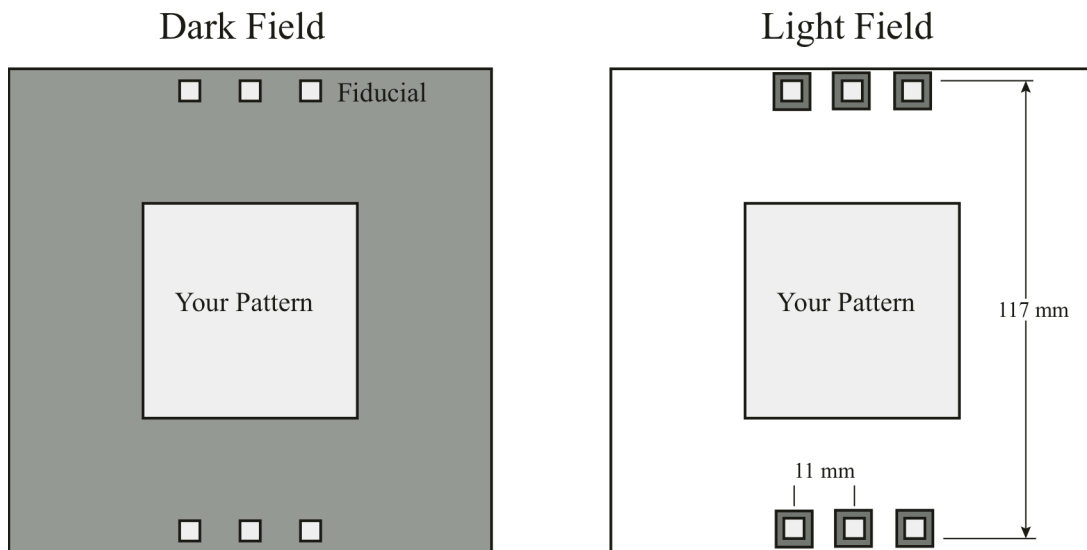 Dark Field
Light Field
Fiducial
Your Pattern
Your Pattern
117 mm
11 mm